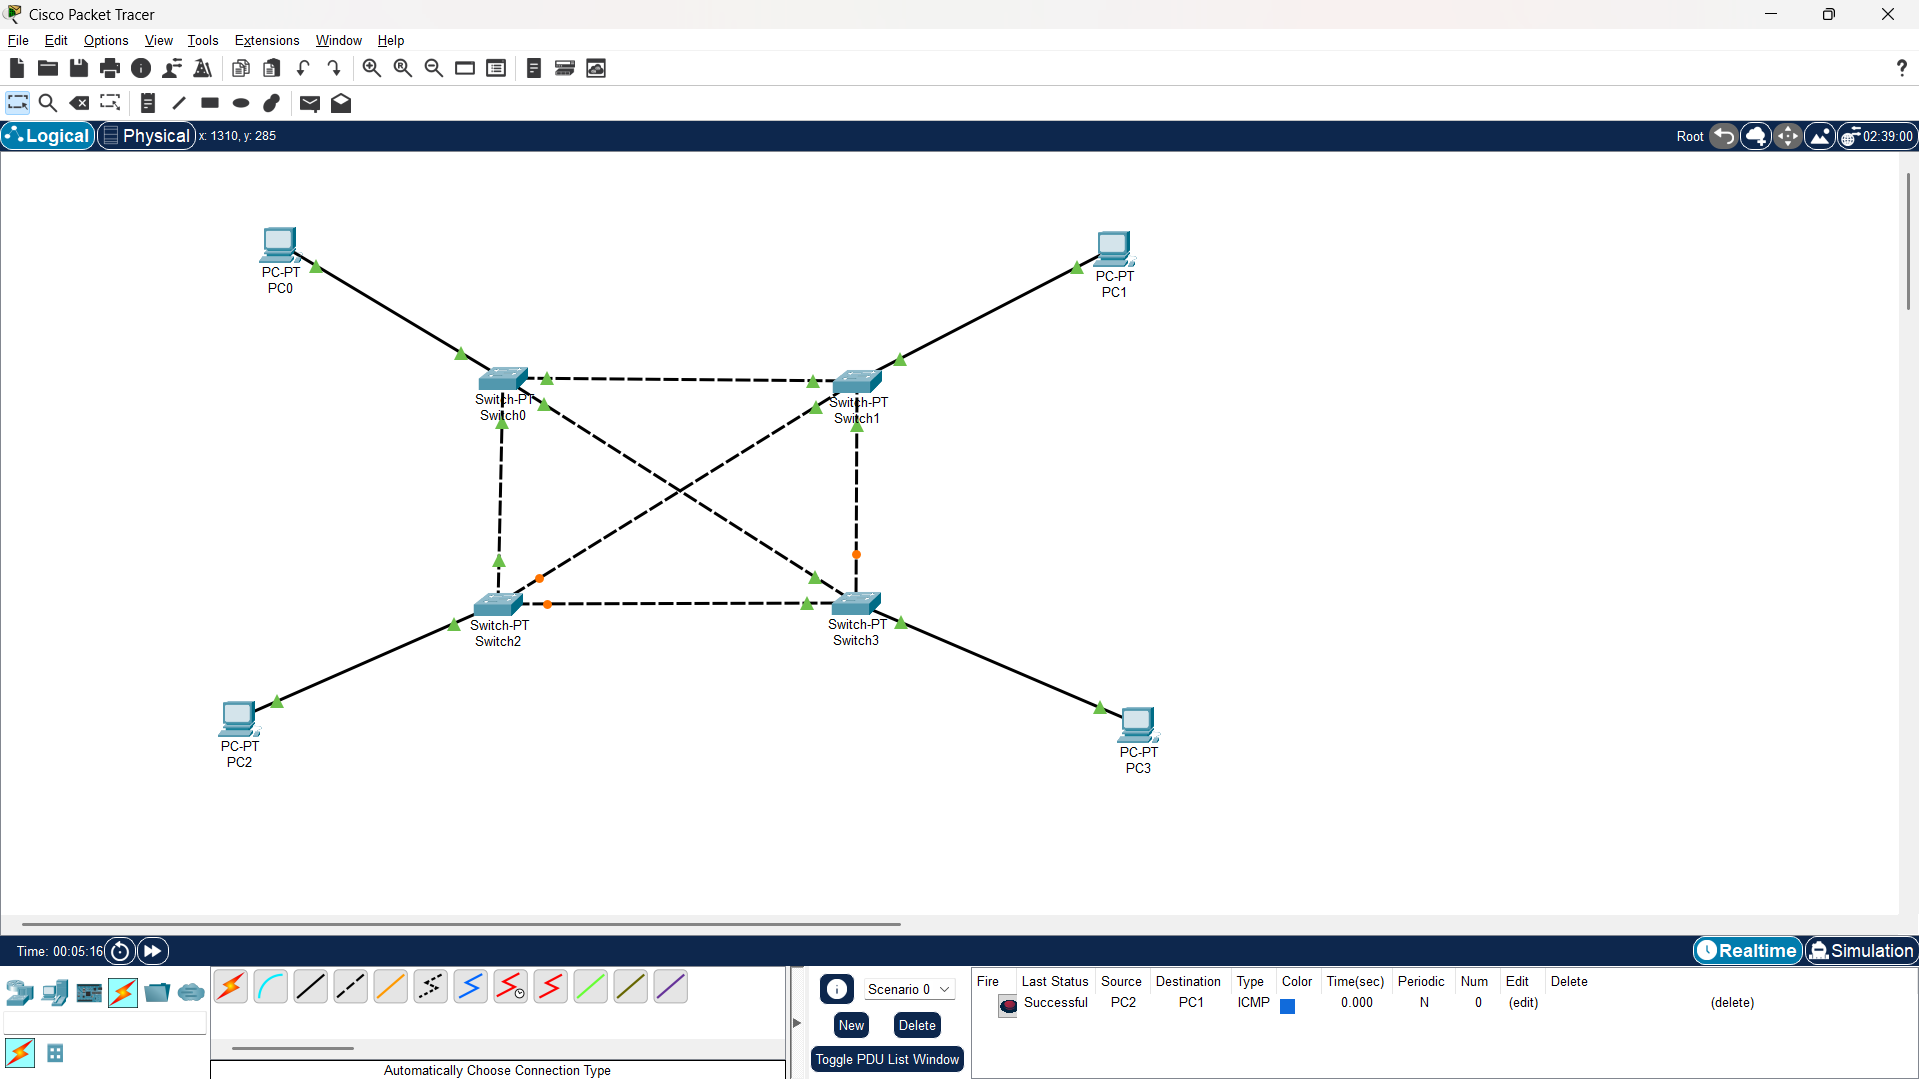 Cisco Packet Tracer
File Edit Options View Tools Extensions Window Help
?
Logical Physical x: 1310, y: 285 Root 02:39:00
PC-PT
PC0
PC-PT
PC1
Switch-PT
Switch0
Switch-PT
Switch1
Switch-PT
Switch2
Switch-PT
Switch3
PC-PT
PC2
PC-PT
PC3
Time: 00:05:16 Realtime Simulation
Scenario 0
New Delete
Toggle PDU List Window
Fire Last Status Source Destination Type Color Time(sec) Periodic Num Edit Delete
Successful PC2 PC1 ICMP 0.000 N 0 (edit) (delete)
Automatically Choose Connection Type